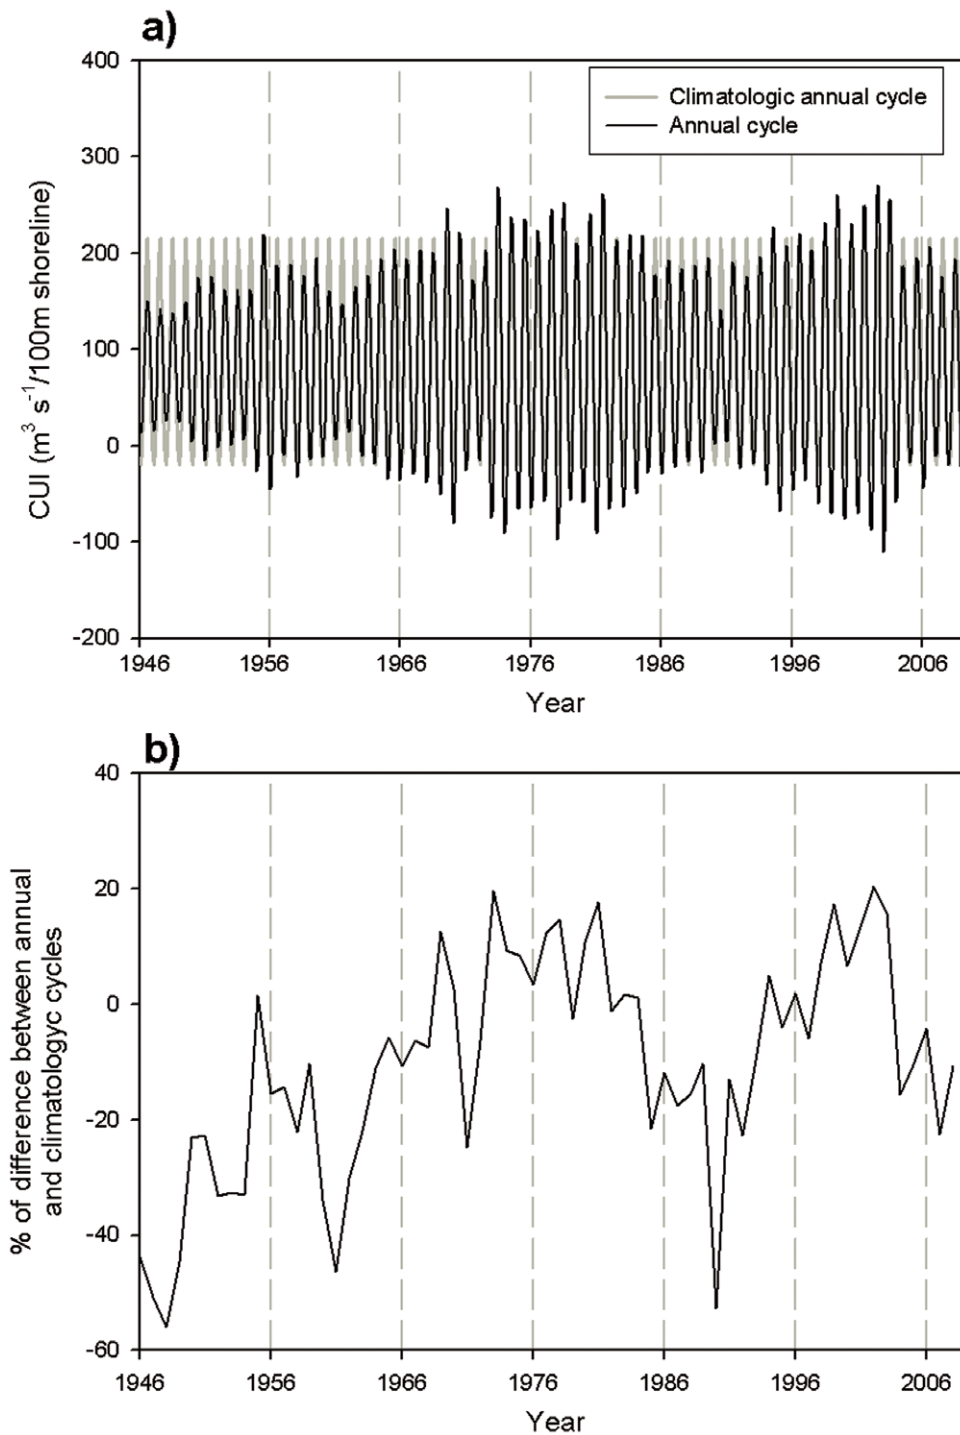 a)
400
300
200
100
0
-100
-200
CUI (m³ s⁻¹/100m shoreline)
Climatologic annual cycle
Annual cycle
1946 1956 1966 1976 1986 1996 2006
Year
b)
40
20
0
-20
-40
-60
% of difference between annual
and climatologyc cycles
1946 1956 1966 1976 1986 1996 2006
Year